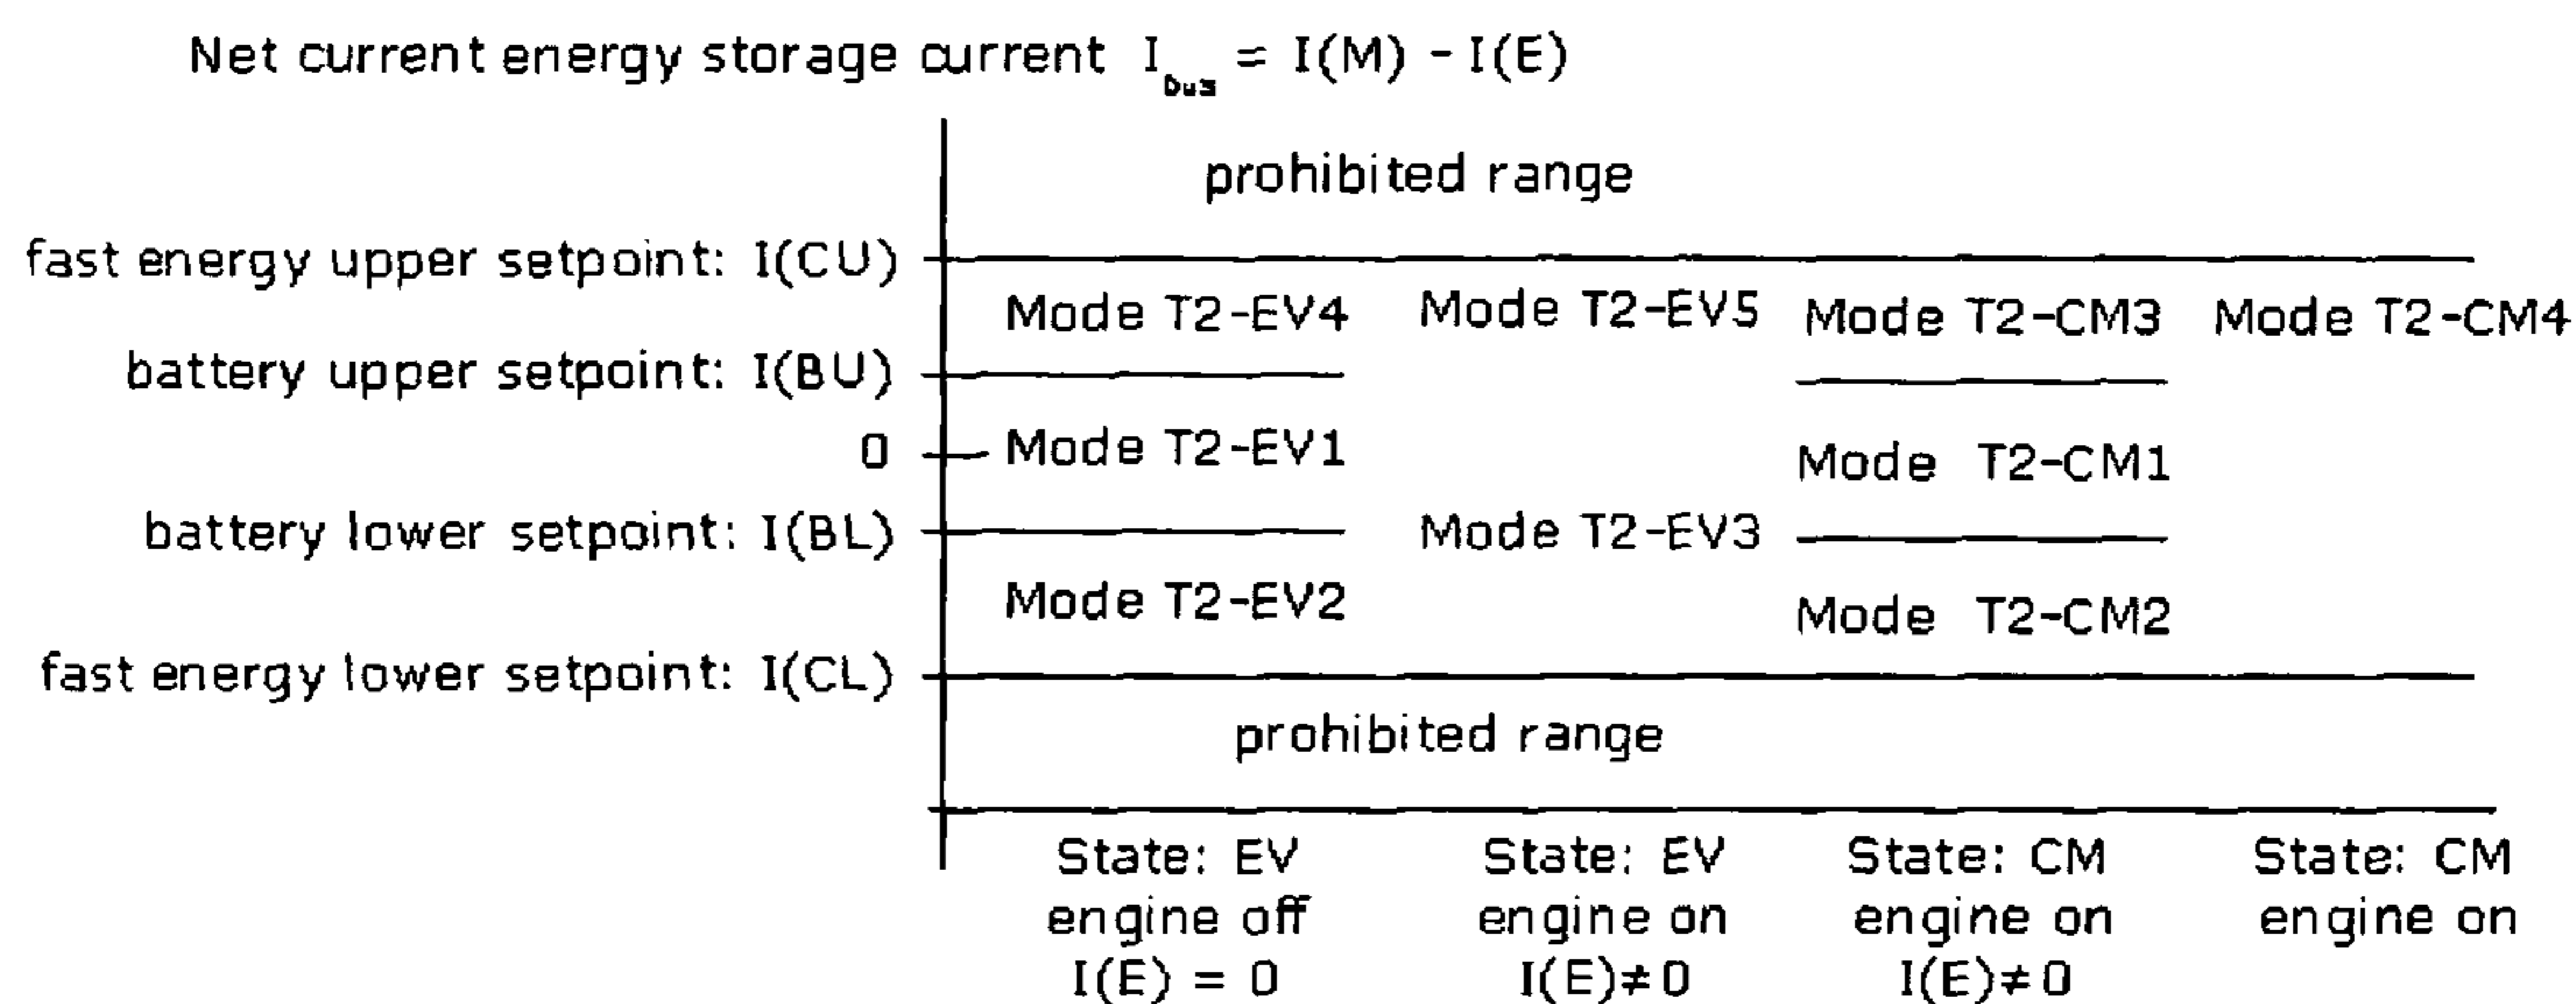 Net current energy storage current I_bus = I(M) - I(E)
prohibited range
fast energy upper setpoint: I(CU)
Mode T2-EV4 Mode T2-EV5 Mode T2-CM3 Mode T2-CM4
battery upper setpoint: I(BU)
0 Mode T2-EV1 Mode T2-CM1
battery lower setpoint: I(BL) Mode T2-EV3
Mode T2-EV2 Mode T2-CM2
fast energy lower setpoint: I(CL)
prohibited range
State: EV State: EV State: CM State: CM
engine off engine on engine on engine on
I(E) = 0 I(E)≠0 I(E)≠0